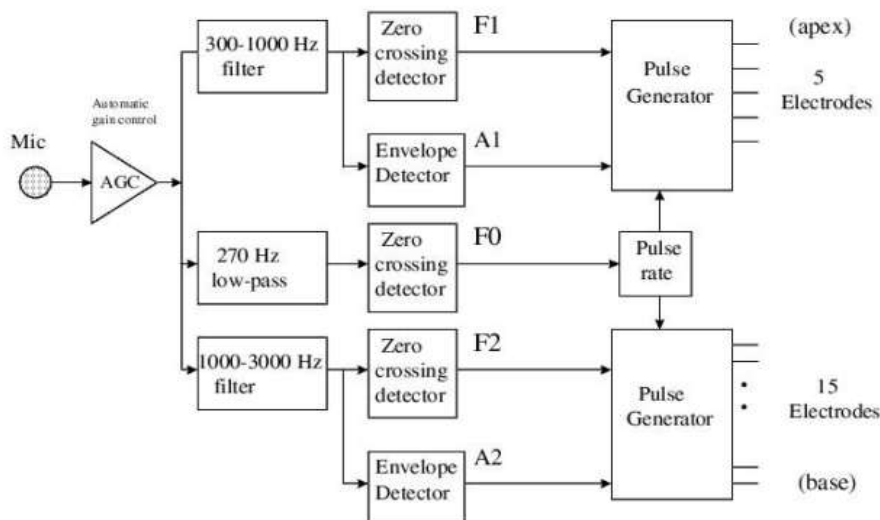 Mic
Automatic
gain control
AGC
300-1000 Hz
filter
Zero
crossing
detector
F1
Envelope
Detector
A1
Pulse
Generator
(apex)
5
Electrodes
270 Hz
low-pass
Zero
crossing
detector
F0
Pulse
rate
1000-3000 Hz
filter
Zero
crossing
detector
F2
Envelope
Detector
A2
Pulse
Generator
15
Electrodes
(base)